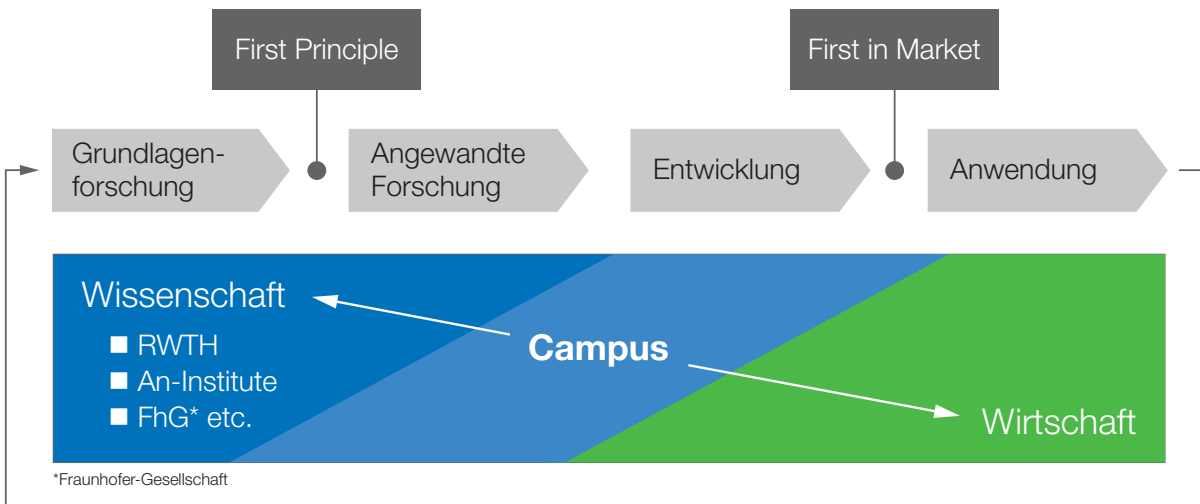 First Principle
First in Market
Grundlagen-
forschung
Angewandte
Forschung
Entwicklung
Anwendung
Wissenschaft
■ RWTH
■ An-Institute
■ FhG* etc.
Campus
Wirtschaft
*Fraunhofer-Gesellschaft